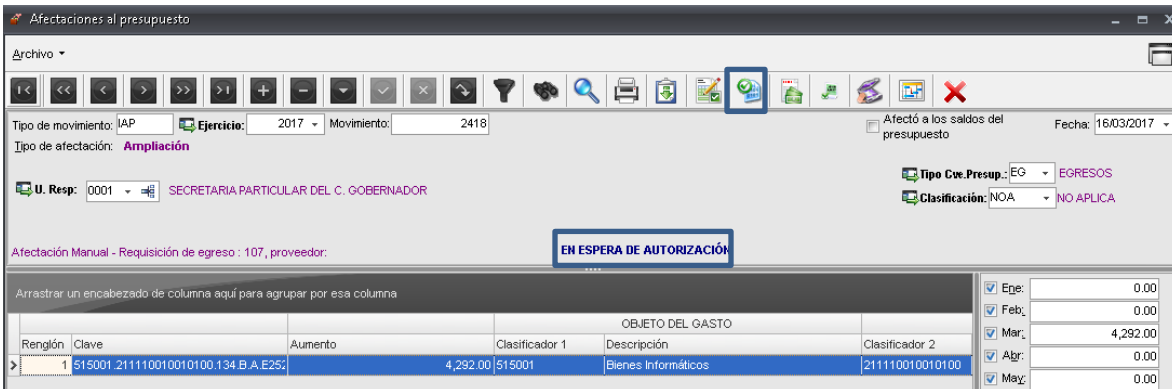 Afectaciones al presupuesto
Archivo
Tipo de movimiento: IAP Ejercicio: 2017 Movimiento: 2418 Afectó a los saldos del presupuesto Fecha: 16/03/2017
Tipo de afectación: Ampliación
U. Resp: 0001 SECRETARIA PARTICULAR DEL C. GOBERNADOR
Tipo Cve.Presup.: EG EGRESOS
Clasificación: NOA NO APLICA
Afectación Manual - Requisición de egreso : 107, proveedor: EN ESPERA DE AUTORIZACIÓN
Arrastrar un encabezado de columna aquí para agrupar por esa columna
OBJETO DEL GASTO
Renglón Clave Aumento Clasificador 1 Descripción Clasificador 2
1 515001.211110010010100.134.B.A.E252 4,292.00 515001 Bienes Informáticos 211110010010100
Ene: 0.00
Feb: 0.00
Mar: 4,292.00
Abr: 0.00
May: 0.00